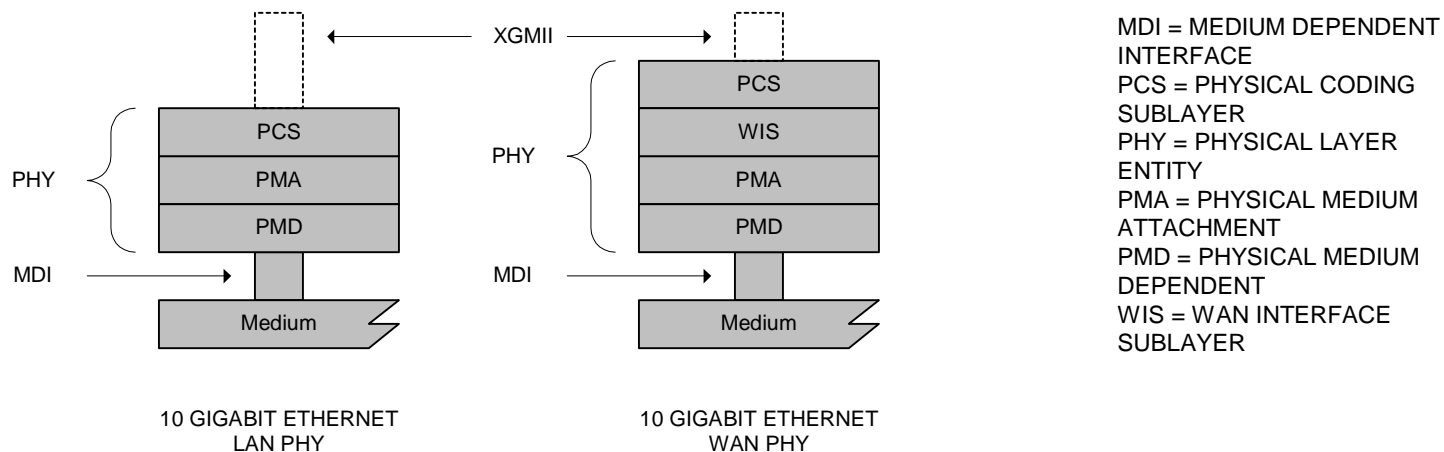 XGMII
PHY
PCS
PMA
PMD
MDI
Medium
10 GIGABIT ETHERNET
LAN PHY
PHY
PCS
WIS
PMA
PMD
MDI
Medium
10 GIGABIT ETHERNET
WAN PHY
MDI = MEDIUM DEPENDENT
INTERFACE
PCS = PHYSICAL CODING
SUBLAYER
PHY = PHYSICAL LAYER
ENTITY
PMA = PHYSICAL MEDIUM
ATTACHMENT
PMD = PHYSICAL MEDIUM
DEPENDENT
WIS = WAN INTERFACE
SUBLAYER